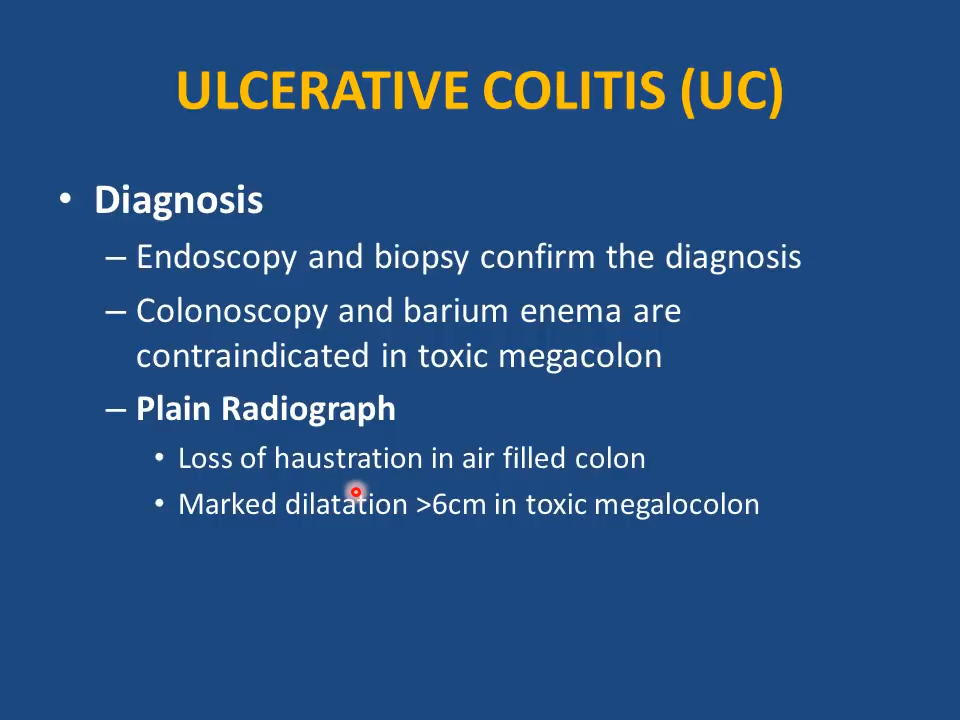 ULCERATIVE COLITIS (UC)
• Diagnosis
– Endoscopy and biopsy confirm the diagnosis
– Colonoscopy and barium enema are
contraindicated in toxic megacolon
– Plain Radiograph
• Loss of haustration in air filled colon
• Marked dilatation >6cm in toxic megalocolon